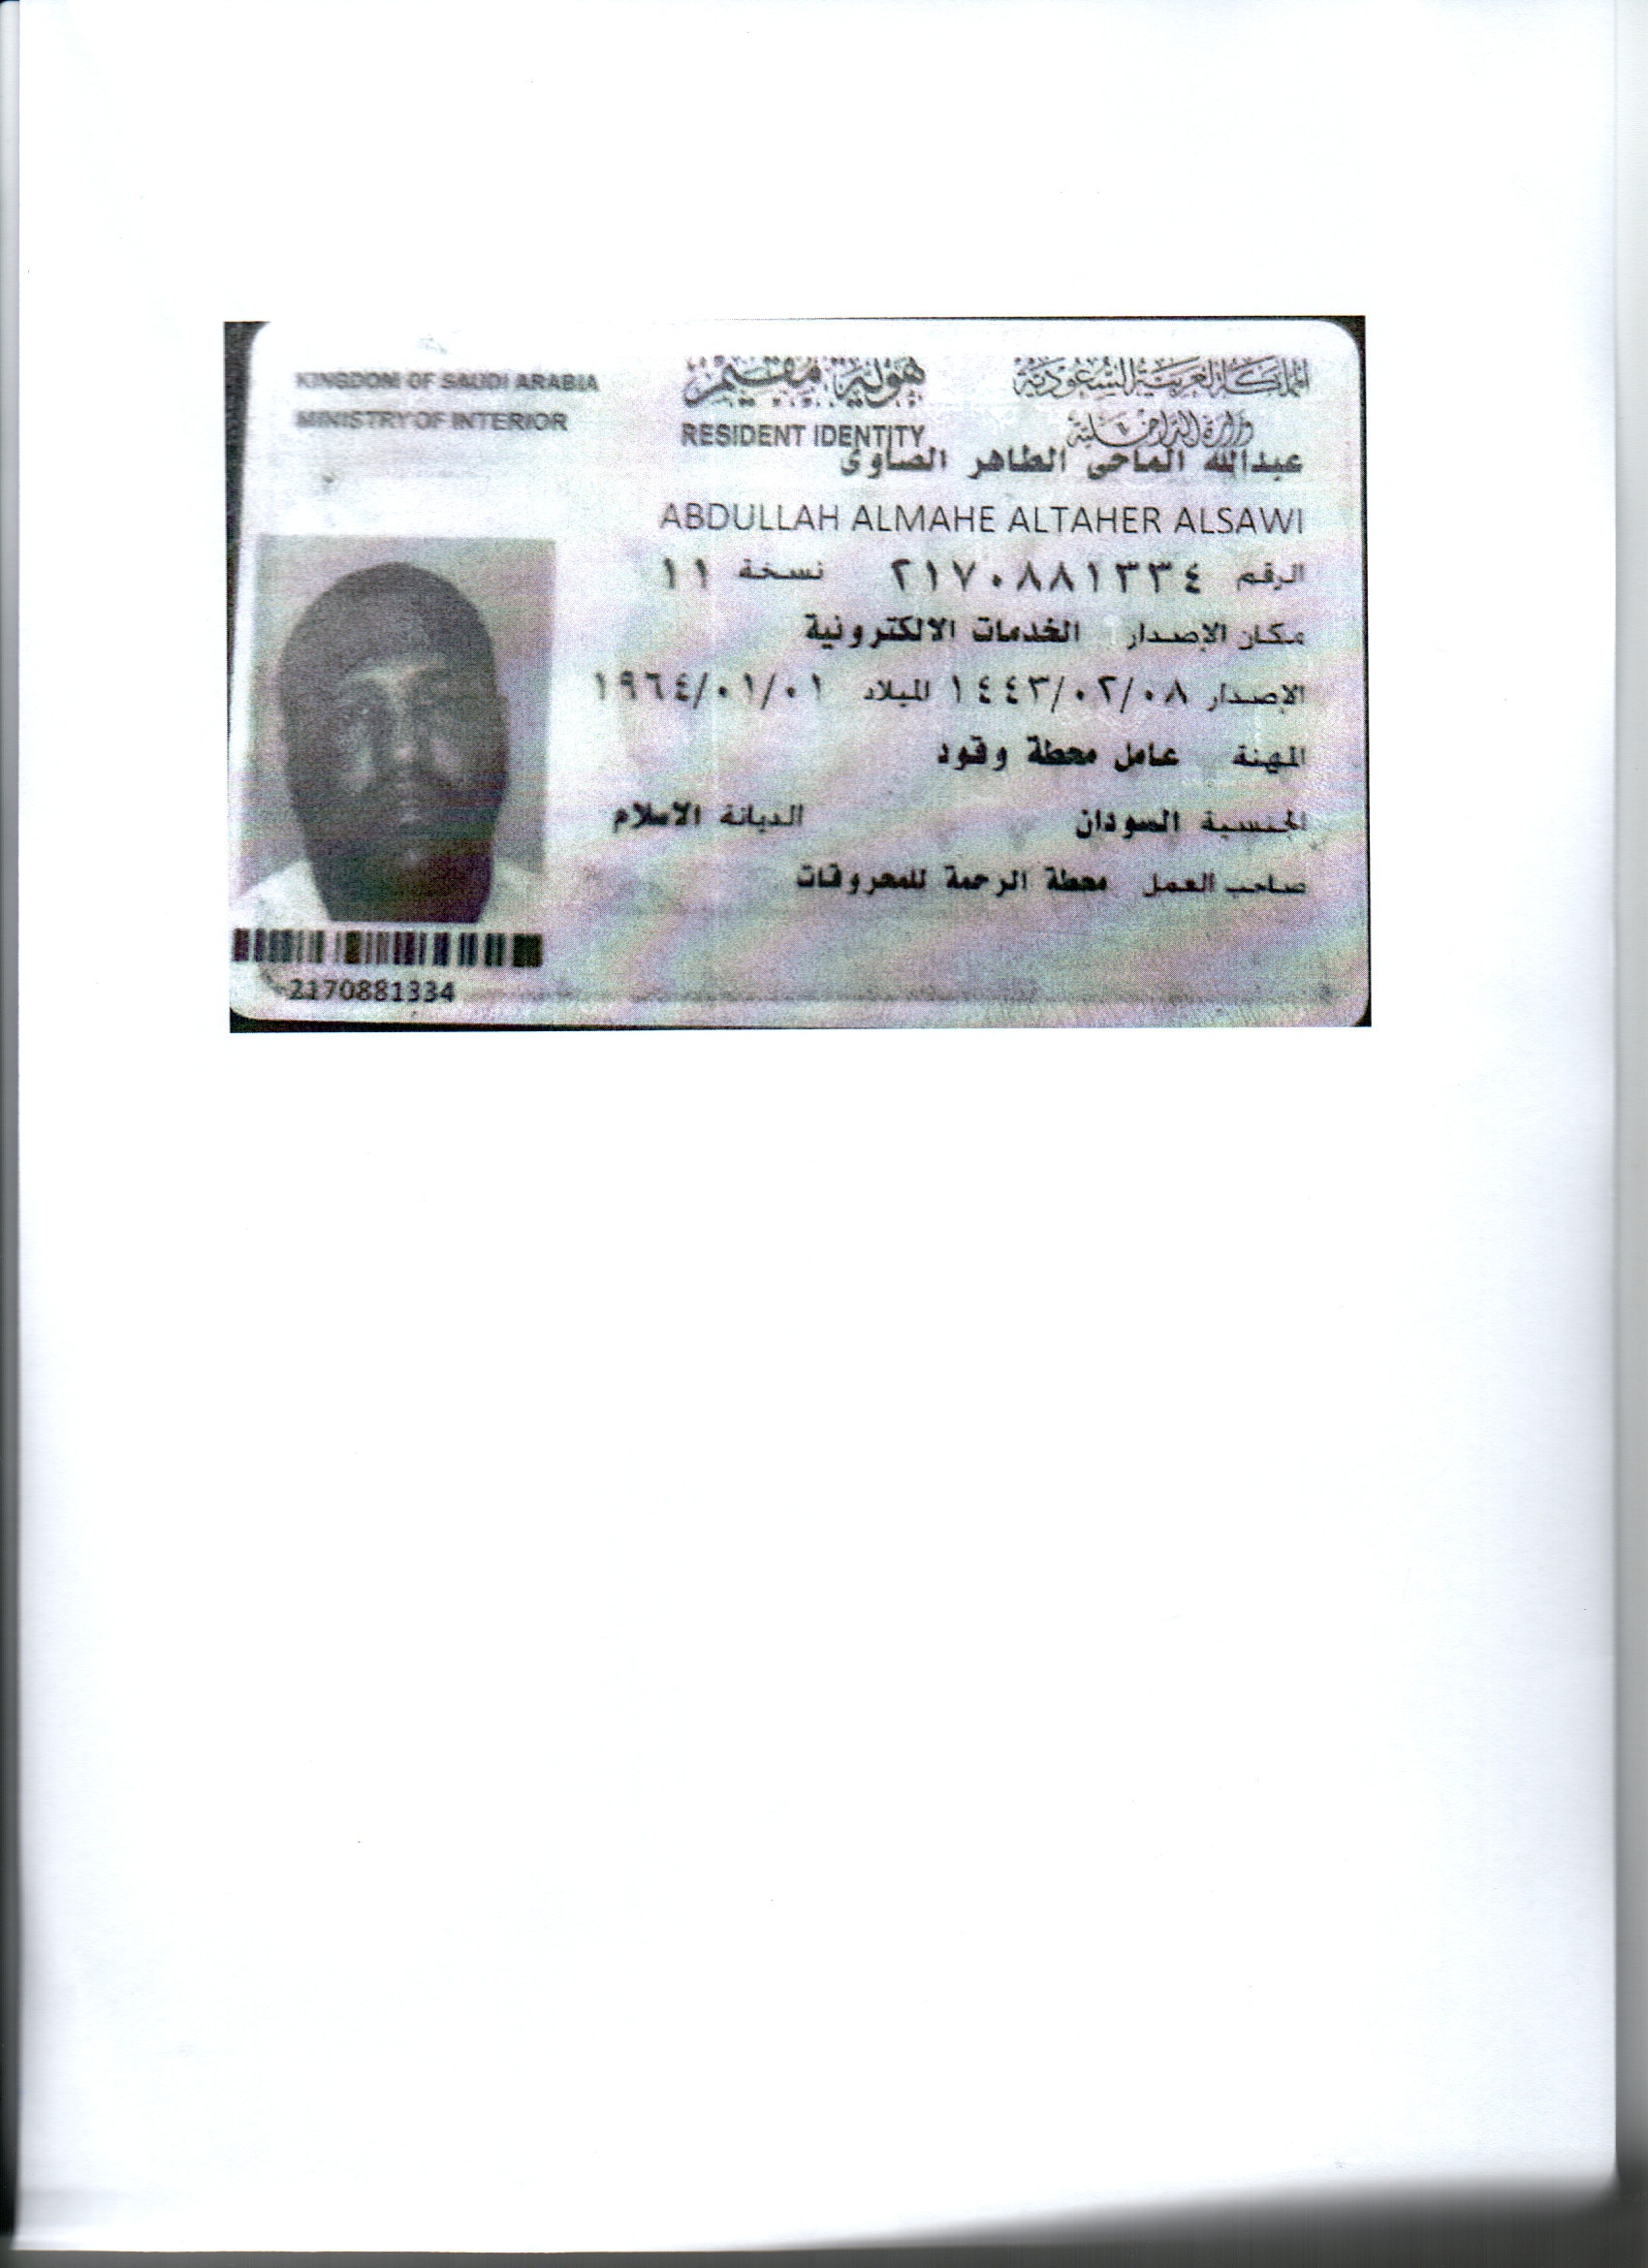 المملكة العربية السعودية
وزارة الداخلية
هوية مقيم
RESIDENT IDENTITY
KINGDOM OF SAUDI ARABIA
MINISTRY OF INTERIOR
عبدالله الماحى الطاهر الصاوى
ABDULLAH ALMAHE ALTAHER ALSAWI
الرقم ٢١٧٠٨٨١٣٣٤ نسخة ١١
مكان الإصدار الخدمات الالكترونية
الإصدار ١٤٤٣/٠٢/٠٨ الميلاد ١٩٦٤/٠١/٠١
المهنة عامل محطة وقود
الجنسية السودان الديانة الاسلام
صاحب العمل محطة الرحمة للمحروقات
2170881334